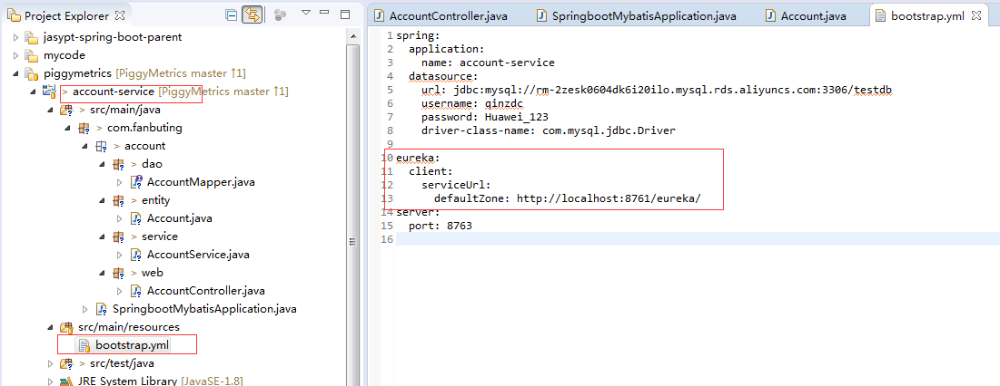 Project Explorer
jasypt-spring-boot-parent
mycode
piggymetrics [PiggyMetrics master ↑1]
> account-service [PiggyMetrics master ↑1]
> src/main/java
> com.fanbuting
> account
> dao
AccountMapper.java
> entity
Account.java
> service
AccountService.java
> web
AccountController.java
SpringbootMybatisApplication.java
src/main/resources
bootstrap.yml
> src/test/java
JRE System Library [JavaSE-1.8]
AccountController.java SpringbootMybatisApplication.java Account.java bootstrap.yml
1 spring:
2 application:
3 name: account-service
4 datasource:
5 url: jdbc:mysql://rm-2zesk0604dk6i20ilo.mysql.rds.aliyuncs.com:3306/testdb
6 username: qinzdc
7 password: Huawei_123
8 driver-class-name: com.mysql.jdbc.Driver
9
10 eureka:
11 client:
12 serviceUrl:
13 defaultZone: http://localhost:8761/eureka/
14 server:
15 port: 8763
16